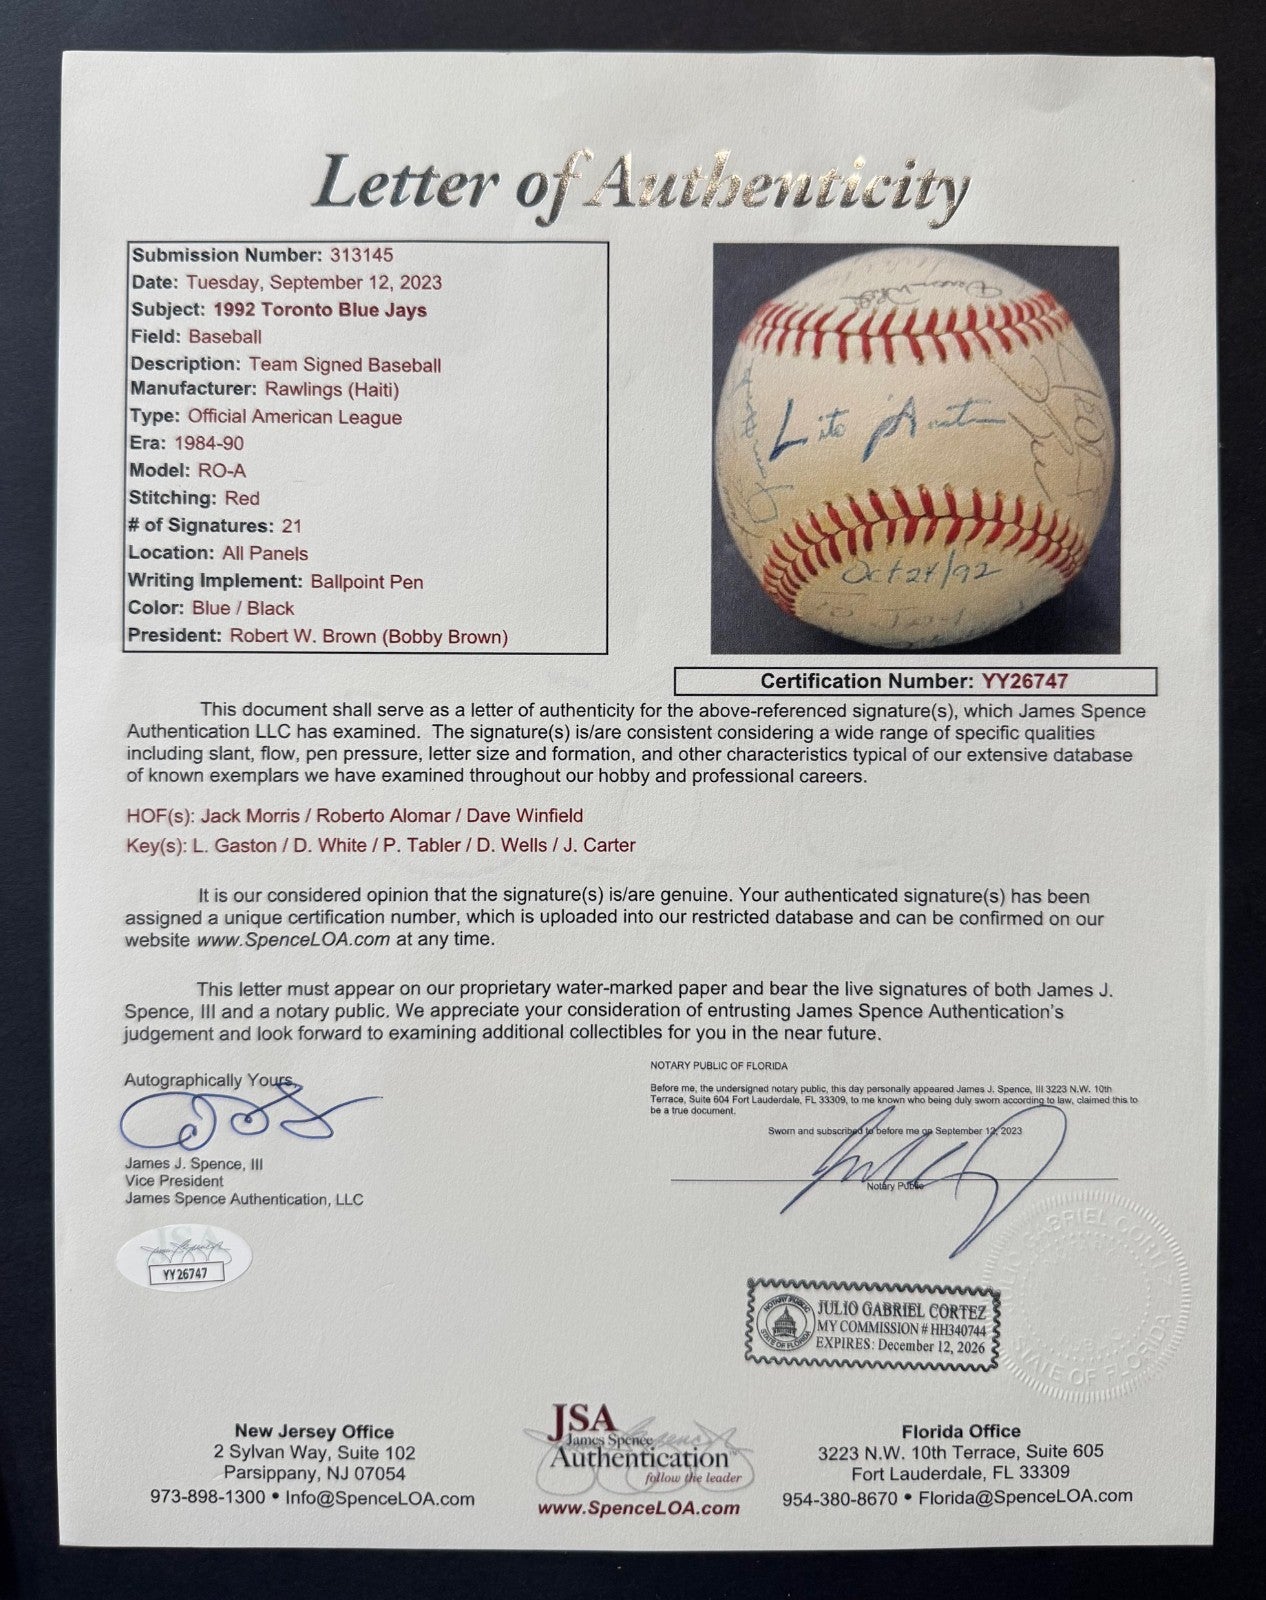 Letter of Authenticity
Submission Number: 313145
Date: Tuesday, September 12, 2023
Subject: 1992 Toronto Blue Jays
Field: Baseball
Description: Team Signed Baseball
Manufacturer: Rawlings (Haiti)
Type: Official American League
Era: 1984-90
Model: RO-A
Stitching: Red
# of Signatures: 21
Location: All Panels
Writing Implement: Ballpoint Pen
Color: Blue / Black
President: Robert W. Brown (Bobby Brown)
Oct 24/92
Certification Number: YY26747
This document shall serve as a letter of authenticity for the above-referenced signature(s), which James Spence
Authentication LLC has examined. The signature(s) is/are consistent considering a wide range of specific qualities
including slant, flow, pen pressure, letter size and formation, and other characteristics typical of our extensive database
of known exemplars we have examined throughout our hobby and professional careers.
HOF(s): Jack Morris / Roberto Alomar / Dave Winfield
Key(s): L. Gaston / D. White / P. Tabler / D. Wells / J. Carter
It is our considered opinion that the signature(s) is/are genuine. Your authenticated signature(s) has been
assigned a unique certification number, which is uploaded into our restricted database and can be confirmed on our
website www.SpenceLOA.com at any time.
This letter must appear on our proprietary water-marked paper and bear the live signatures of both James J.
Spence, III and a notary public. We appreciate your consideration of entrusting James Spence Authentication's
judgement and look forward to examining additional collectibles for you in the near future.
Autographically Yours,
James J. Spence, III
Vice President
James Spence Authentication, LLC
NOTARY PUBLIC OF FLORIDA
Before me, the undersigned notary public, this day personally appeared James J. Spence, III 3223 N.W. 10th
Terrace, Suite 604 Fort Lauderdale, FL 33309, to me known who being duly sworn according to law, claimed this to
be a true document.
Sworn and subscribed to before me on September 12, 2023
Notary Public
JSA
YY26747
NOTARY PUBLIC
STATE OF FLORIDA
JULIO GABRIEL CORTEZ
MY COMMISSION # HH340744
EXPIRES: December 12, 2026
GABRIEL CORTEZ
STATE OF FLORIDA
New Jersey Office
2 Sylvan Way, Suite 102
Parsippany, NJ 07054
973-898-1300 • Info@SpenceLOA.com
JSA
James Spence
Authentication™
follow the leader
www.SpenceLOA.com
Florida Office
3223 N.W. 10th Terrace, Suite 605
Fort Lauderdale, FL 33309
954-380-8670 • Florida@SpenceLOA.com